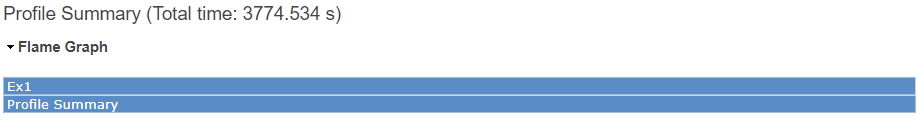 Profile Summary (Total time: 3774.534 s)
Flame Graph
Ex1
Profile Summary